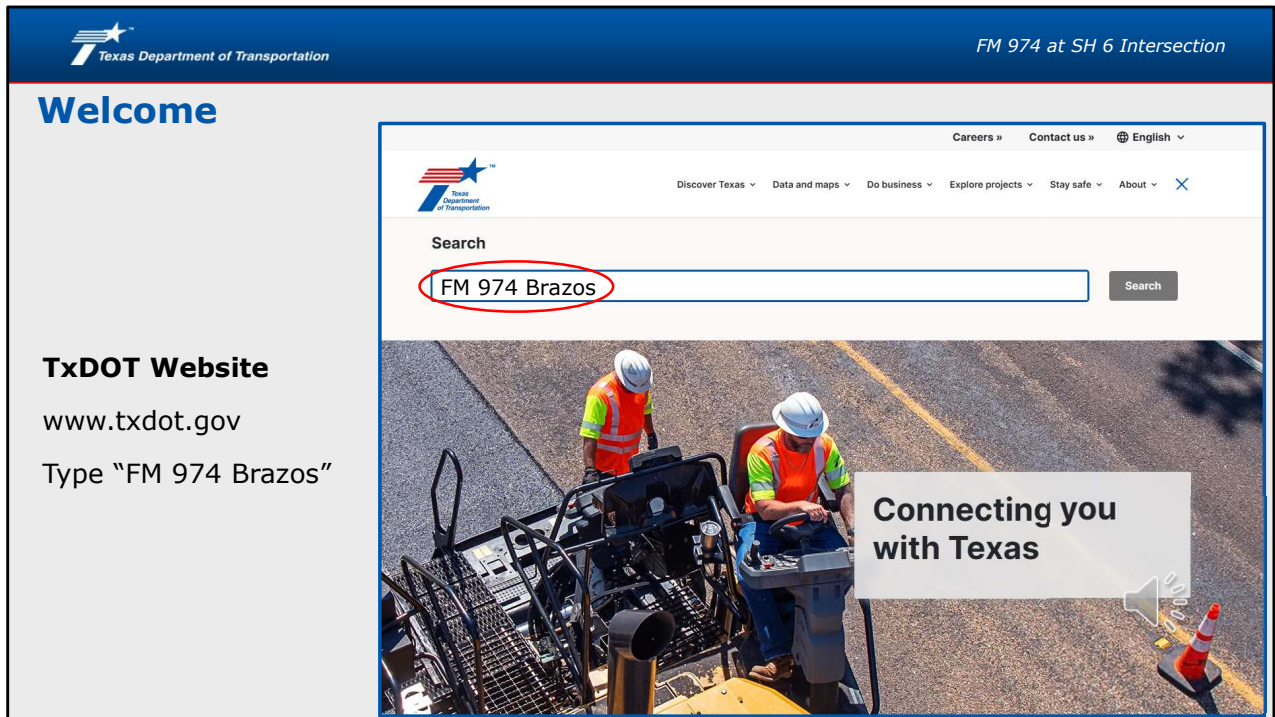 Texas Department of Transportation
FM 974 at SH 6 Intersection
Welcome
Careers » Contact us » English
TM
Texas
Department
of Transportation
Discover Texas Data and maps Do business Explore projects Stay safe About
Search
FM 974 Brazos
Search
TxDOT Website
www.txdot.gov
Type “FM 974 Brazos”
Connecting you
with Texas